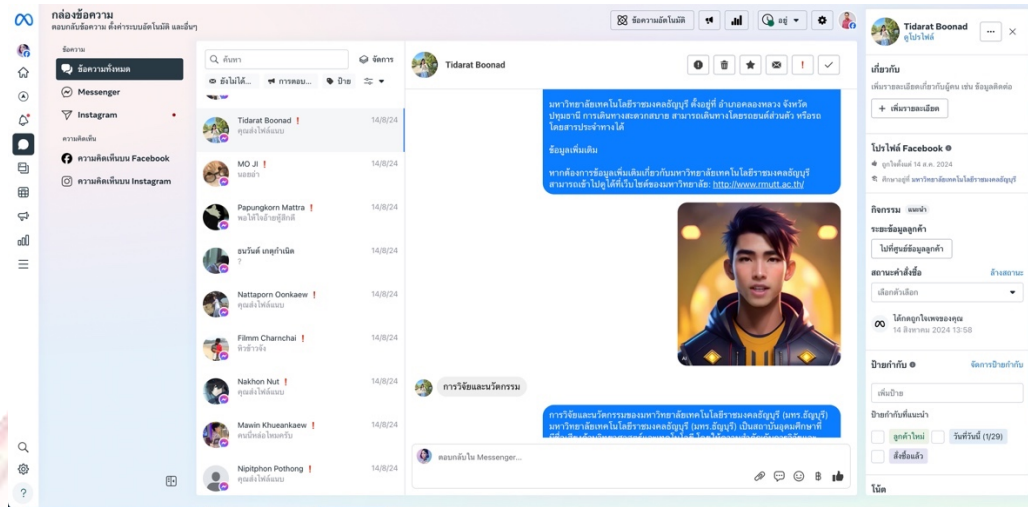 กล่องข้อความ
ตอบกลับข้อความ ตั้งค่าระบบอัตโนมัติ และอื่นๆ
ข้อความอัตโนมัติ
อยู่
ข้อความ
ข้อความทั้งหมด
Messenger
Instagram
ความคิดเห็น
ความคิดเห็นบน Facebook
ความคิดเห็นบน Instagram
ค้นหา
จัดการ
ยังไม่ได้...
การตอบ...
ป้าย
Tidarat Boonad
14/8/24
คุณส่งไฟล์แนบ
MO JI
14/8/24
นอยอ่า
Papungkorn Mattra
14/8/24
ธนวันต์ เกตุกำเนิด
14/8/24
?
Nattaporn Oonkaew
14/8/24
คุณส่งไฟล์แนบ
Filmm Charnchai
14/8/24
หิวข้าวจัง
Nakhon Nut
14/8/24
คุณส่งไฟล์แนบ
Mawin Khueankaew
14/8/24
คนนี้หล่อไหมครับ
Nipitphon Pothong
14/8/24
คุณส่งไฟล์แนบ
Tidarat Boonad
มหาวิทยาลัยเทคโนโลยีราชมงคลธัญบุรี ตั้งอยู่ที่ อำเภอคลองหลวง จังหวัด
ปทุมธานี การเดินทางสะดวกสบาย สามารถเดินทางโดยรถยนต์ส่วนตัว หรือรถ
โดยสารประจำทางได้
ข้อมูลเพิ่มเติม
หากต้องการข้อมูลเพิ่มเติมเกี่ยวกับมหาวิทยาลัยเทคโนโลยีราชมงคลธัญบุรี
สามารถเข้าไปดูได้ที่เว็บไซต์ของมหาวิทยาลัย: http://www.rmutt.ac.th/
AI
การวิจัยและนวัตกรรม
การวิจัยและนวัตกรรมของมหาวิทยาลัยเทคโนโลยีราชมงคลธัญบุรี (มทร.ธัญบุรี)
มหาวิทยาลัยเทคโนโลยีราชมงคลธัญบุรี (มทร.ธัญบุรี) เป็นสถาบันอุดมศึกษาที่
ตอบกลับใน Messenger...
Tidarat Boonad
ดูโปรไฟล์
เกี่ยวกับ
เพิ่มรายละเอียดเกี่ยวกับผู้คน เช่น ข้อมูลติดต่อ
+ เพิ่มรายละเอียด
โปรไฟล์ Facebook
ถูกใจตั้งแต่ 14 ส.ค. 2024
ศึกษาอยู่ที่ มหาวิทยาลัยเทคโนโลยีราชมงคลธัญบุรี
กิจกรรม
แนะนำ
ระยะข้อมูลลูกค้า
ไปที่ศูนย์ข้อมูลลูกค้า
สถานะคำสั่งซื้อ
ล้างสถานะ
เลือกตัวเลือก
ได้กดถูกใจเพจของคุณ
14 สิงหาคม 2024 13:58
ป้ายกำกับ
จัดการป้ายกำกับ
เพิ่มป้าย
ป้ายกำกับที่แนะนำ
ลูกค้าใหม่
วันที่วันนี้ (1/29)
สั่งซื้อแล้ว
โน้ต